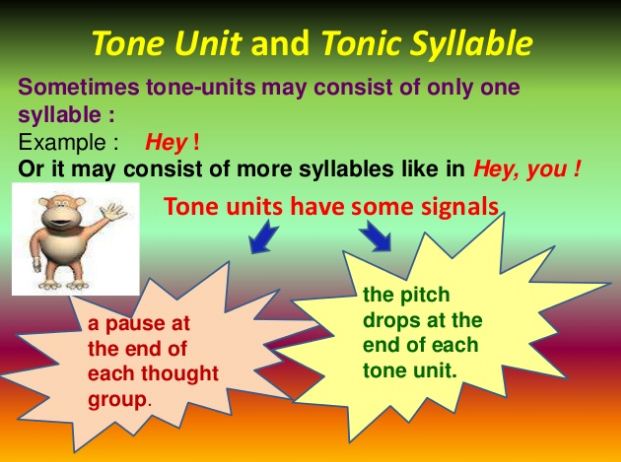 Tone Unit and Tonic Syllable
Sometimes tone-units may consist of only one
syllable :
Example :    Hey !
Or it may consist of more syllables like in Hey, you !
Tone units have some signals
a pause at
the end of
each thought
group.
the pitch
drops at the
end of each
tone unit.